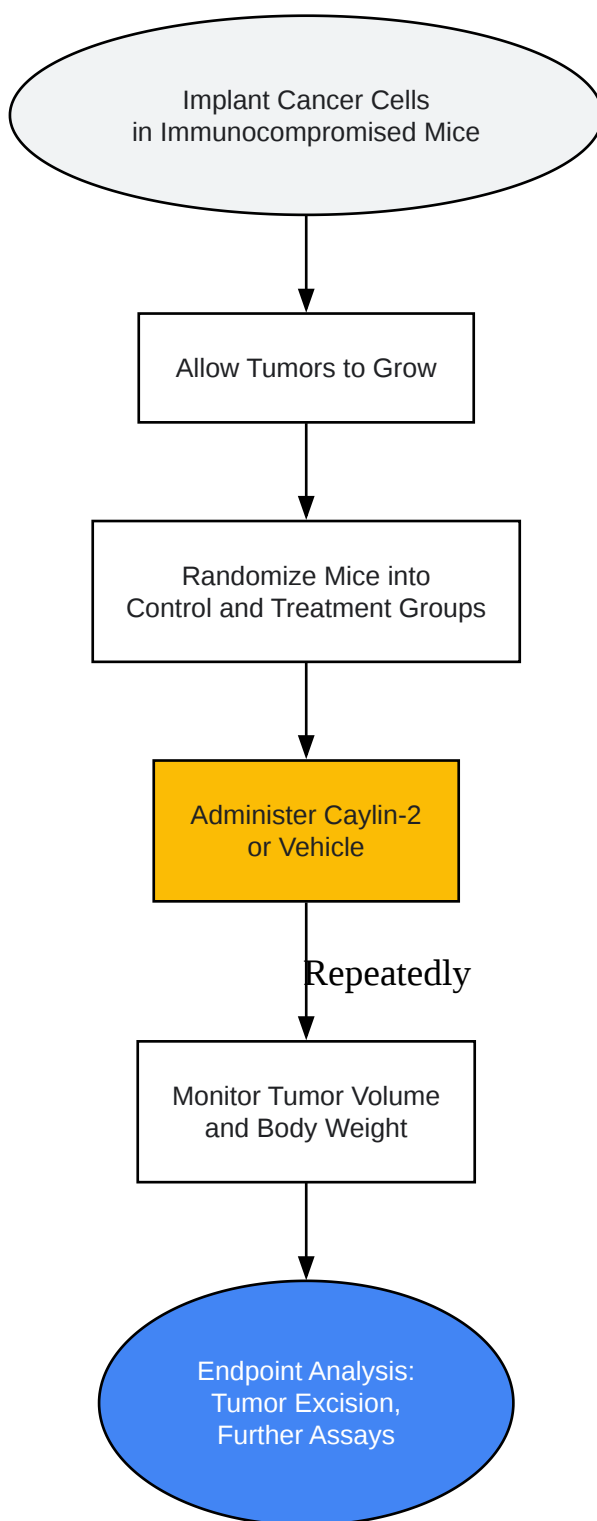 Implant Cancer Cells
in Immunocompromised Mice
Allow Tumors to Grow
Randomize Mice into
Control and Treatment Groups
Administer Caylin-2
or Vehicle
Repeatedly
Monitor Tumor Volume
and Body Weight
Endpoint Analysis:
Tumor Excision,
Further Assays